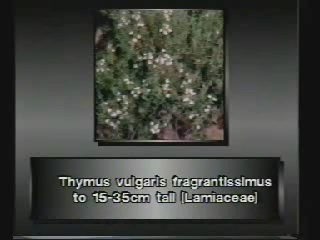 Thymus vulgaris fragrantissimus
to 15-35cm tall [Lamiaceae]